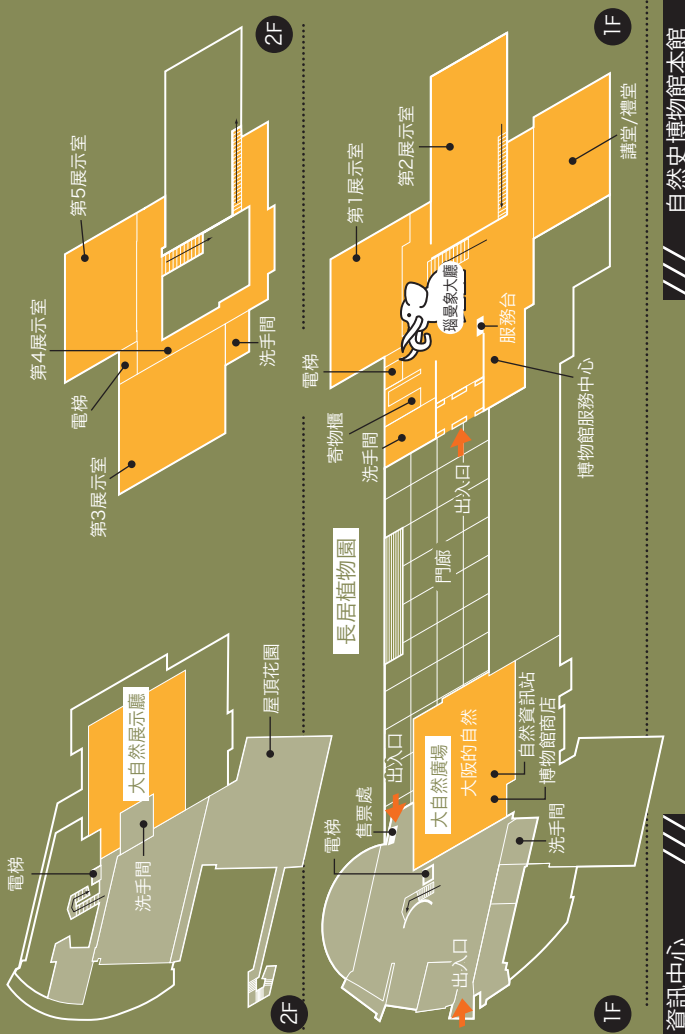 2F
電梯
洗手間
大自然展示廳
屋頂花園
第3展示室
電梯
第4展示室
第5展示室
洗手間
2F
1F
出入口
電梯
售票處
出入口
大自然廣場
大阪的自然
自然資訊站
博物館商店
洗手間
長居植物園
門廊
出入口
洗手間
寄物櫃
電梯
第1展示室
瑙曼象大廳
第2展示室
服務台
博物館服務中心
講堂/禮堂
1F
資訊中心
自然史博物館本館